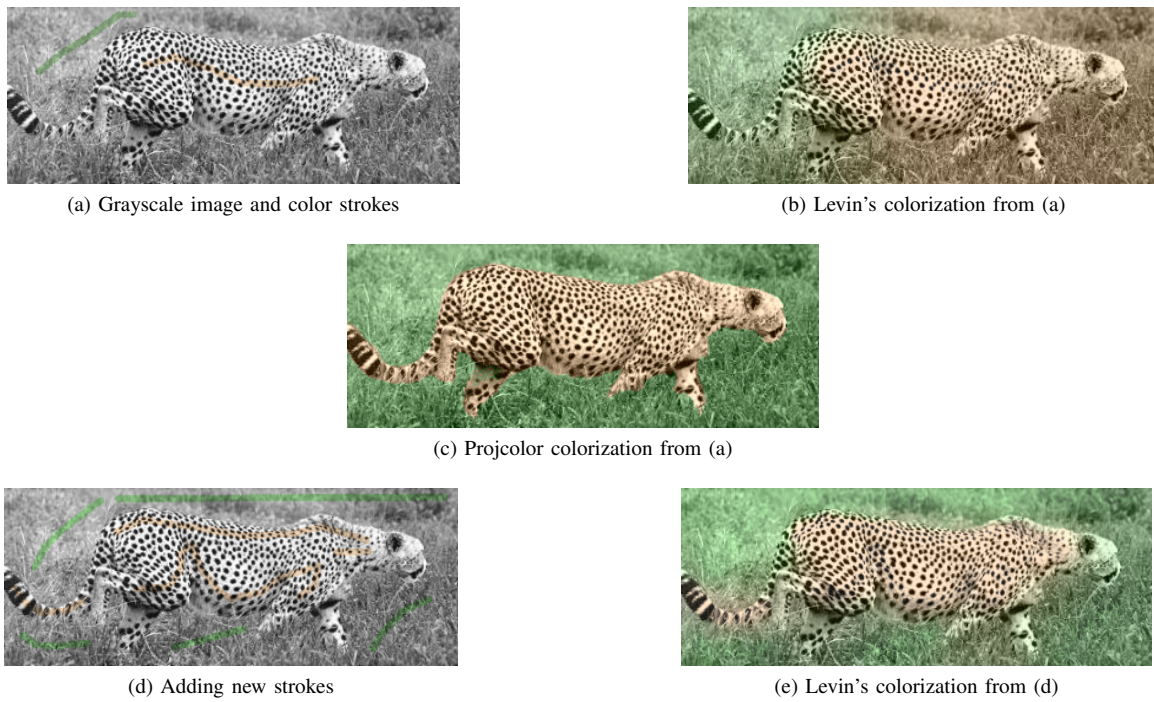 (a) Grayscale image and color strokes
(b) Levin's colorization from (a)
(c) Projcolor colorization from (a)
(d) Adding new strokes
(e) Levin's colorization from (d)